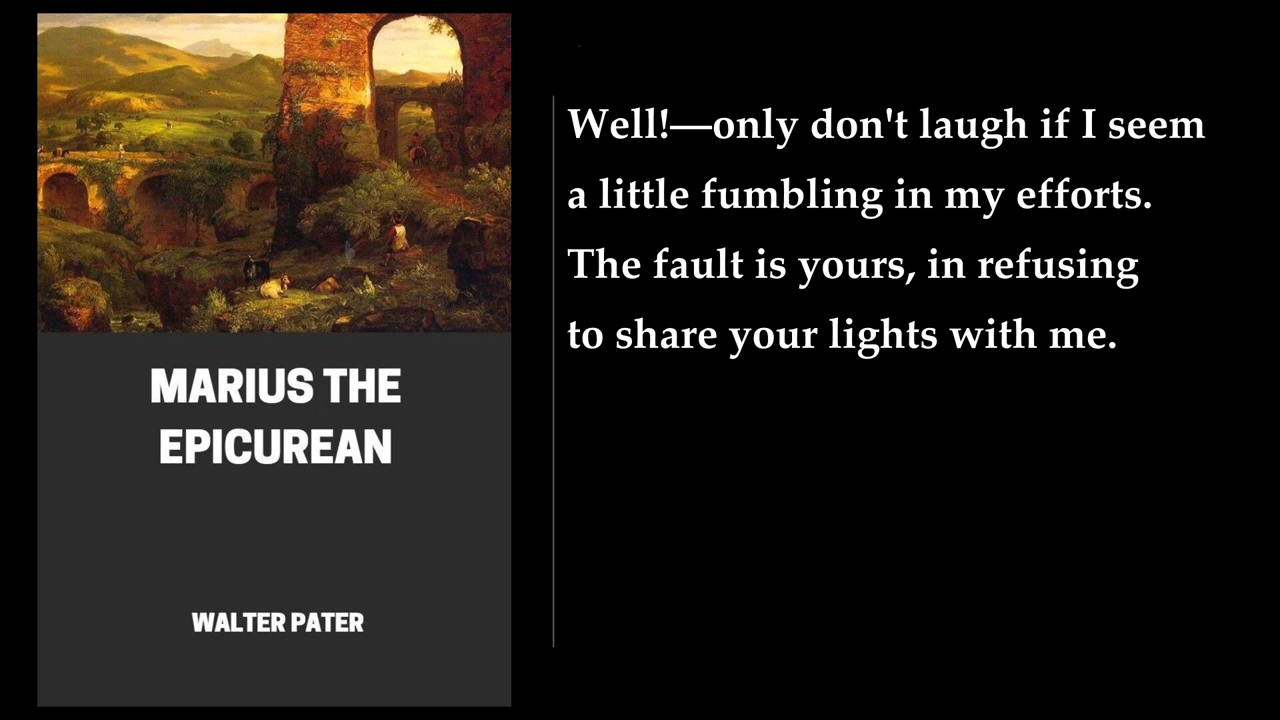 MARIUS THE
EPICUREAN
WALTER PATER
Well!—only don't laugh if I seem
a little fumbling in my efforts.
The fault is yours, in refusing
to share your lights with me.